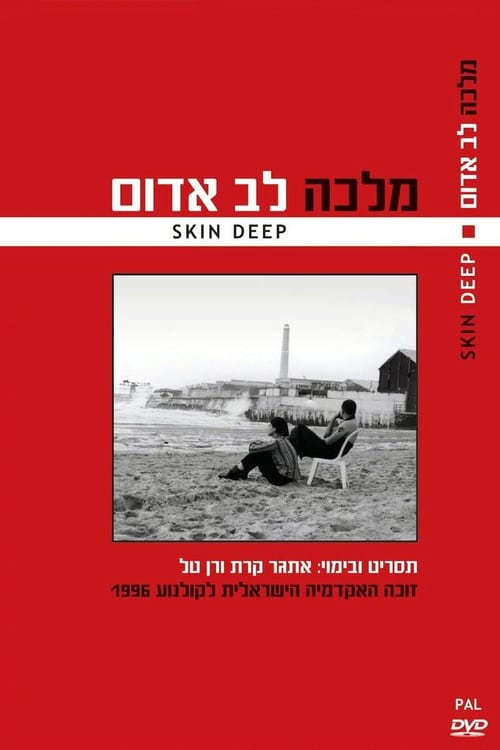 מלכה לב אדום
SKIN DEEP
תסריט ובימוי: אתגר קרת ורן טל
זוכה האקדמיה הישראלית לקולנוע 1996
מלכה לב אדום ■ SKIN DEEP
PAL
DVD